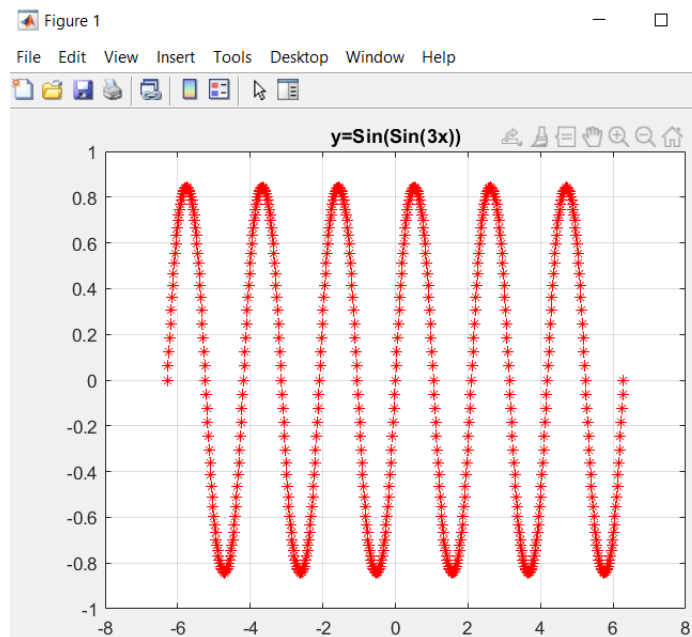 Figure 1
File Edit View Insert Tools Desktop Window Help
y=Sin(Sin(3x))
1
0.8
0.6
0.4
0.2
0
-0.2
-0.4
-0.6
-0.8
-1
-8 -6 -4 -2 0 2 4 6 8